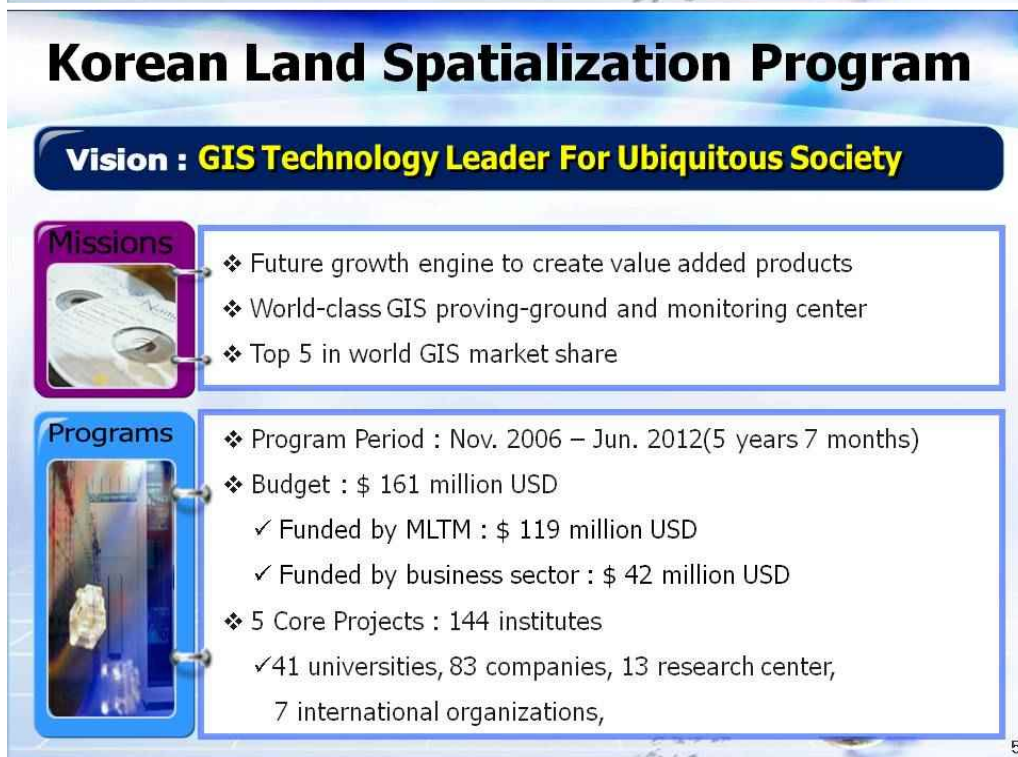 Korean Land Spatialization Program
Vision : GIS Technology Leader For Ubiquitous Society
Missions
❖ Future growth engine to create value added products
❖ World-class GIS proving-ground and monitoring center
❖ Top 5 in world GIS market share
Programs
❖ Program Period : Nov. 2006 – Jun. 2012(5 years 7 months)
❖ Budget : $ 161 million USD
✓ Funded by MLTM : $ 119 million USD
✓ Funded by business sector : $ 42 million USD
❖ 5 Core Projects : 144 institutes
✓41 universities, 83 companies, 13 research center,
7 international organizations,
5